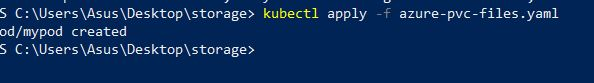 S C:\Users\Asus\Desktop\storage> kubectl apply -f azure-pvc-files.yaml
od/mypod created
S C:\Users\Asus\Desktop\storage>